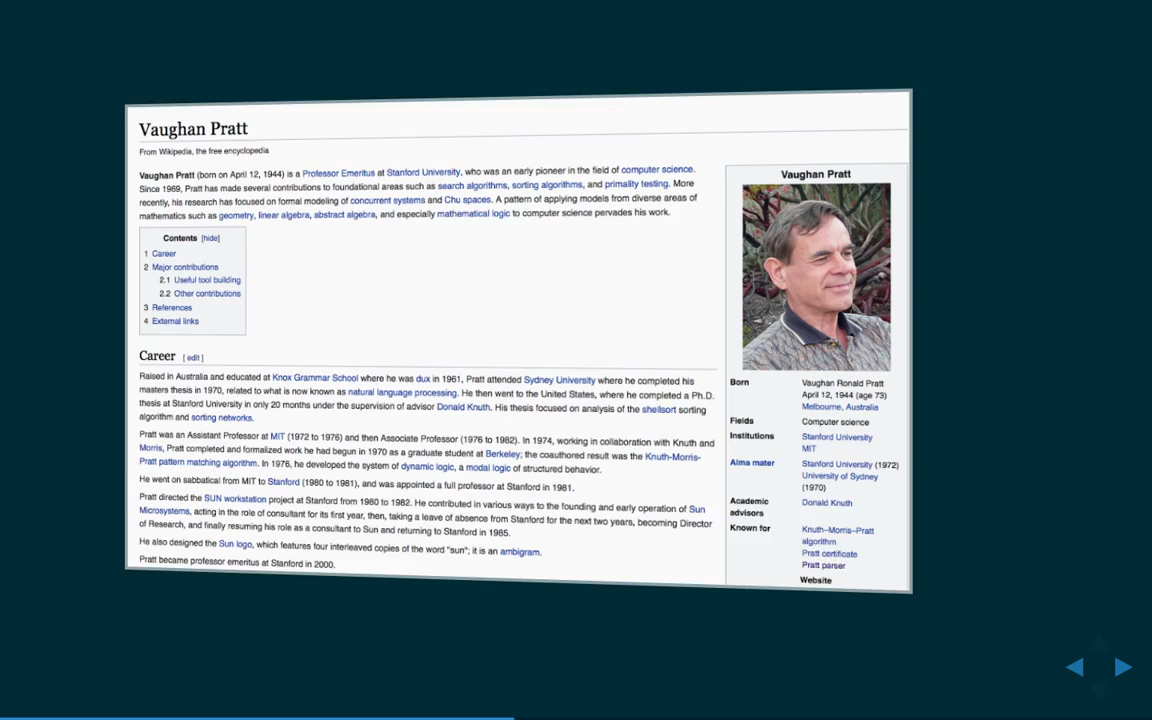 Vaughan Pratt
From Wikipedia, the free encyclopedia
Vaughan Pratt (born on April 12, 1944) is a Professor Emeritus at Stanford University, who was an early pioneer in the field of computer science.
Since 1969, Pratt has made several contributions to foundational areas such as search algorithms, sorting algorithms, and primality testing. More
recently, his research has focused on formal modeling of concurrent systems and Chu spaces. A pattern of applying models from diverse areas of
mathematics such as geometry, linear algebra, abstract algebra, and especially mathematical logic to computer science pervades his work.
Contents [hide]
1 Career
2 Major contributions
2.1 Useful tool building
2.2 Other contributions
3 References
4 External links
Career [ edit ]
Raised in Australia and educated at Knox Grammar School where he was dux in 1961, Pratt attended Sydney University where he completed his
masters thesis in 1970, related to what is now known as natural language processing. He then went to the United States, where he completed a Ph.D.
thesis at Stanford University in only 20 months under the supervision of advisor Donald Knuth. His thesis focused on analysis of the shellsort sorting
algorithm and sorting networks.
Pratt was an Assistant Professor at MIT (1972 to 1976) and then Associate Professor (1976 to 1982). In 1974, working in collaboration with Knuth and
Morris, Pratt completed and formalized work he had begun in 1970 as a graduate student at Berkeley; the coauthored result was the Knuth-Morris-
Pratt pattern matching algorithm. In 1976, he developed the system of dynamic logic, a modal logic of structured behavior.
He went on sabbatical from MIT to Stanford (1980 to 1981), and was appointed a full professor at Stanford in 1981.
Pratt directed the SUN workstation project at Stanford from 1980 to 1982. He contributed in various ways to the founding and early operation of Sun
Microsystems, acting in the role of consultant for its first year, then, taking a leave of absence from Stanford for the next two years, becoming Director
of Research, and finally resuming his role as a consultant to Sun and returning to Stanford in 1985.
He also designed the Sun logo, which features four interleaved copies of the word "sun"; it is an ambigram.
Pratt became professor emeritus at Stanford in 2000.
Vaughan Pratt
Born Vaughan Ronald Pratt
April 12, 1944 (age 73)
Melbourne, Australia
Fields Computer science
Institutions Stanford University
MIT
Alma mater Stanford University (1972)
University of Sydney
(1970)
Academic Donald Knuth
advisors
Known for Knuth–Morris–Pratt
algorithm
Pratt certificate
Pratt parser
Website